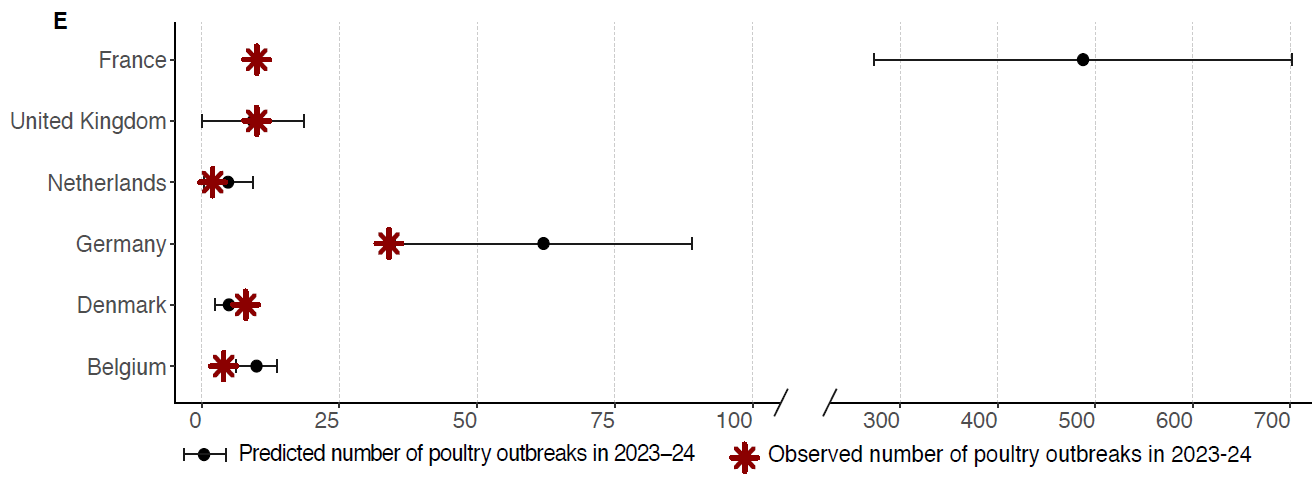 E
France
United Kingdom
Netherlands
Germany
Denmark
Belgium
0 25 50 75 100 300 400 500 600 700
Predicted number of poultry outbreaks in 2023–24 Observed number of poultry outbreaks in 2023-24